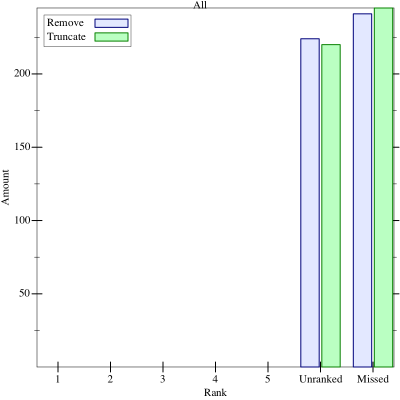 All
Remove
Truncate
200
150
100
50
Amount
1 2 3 4 5 Unranked Missed
Rank